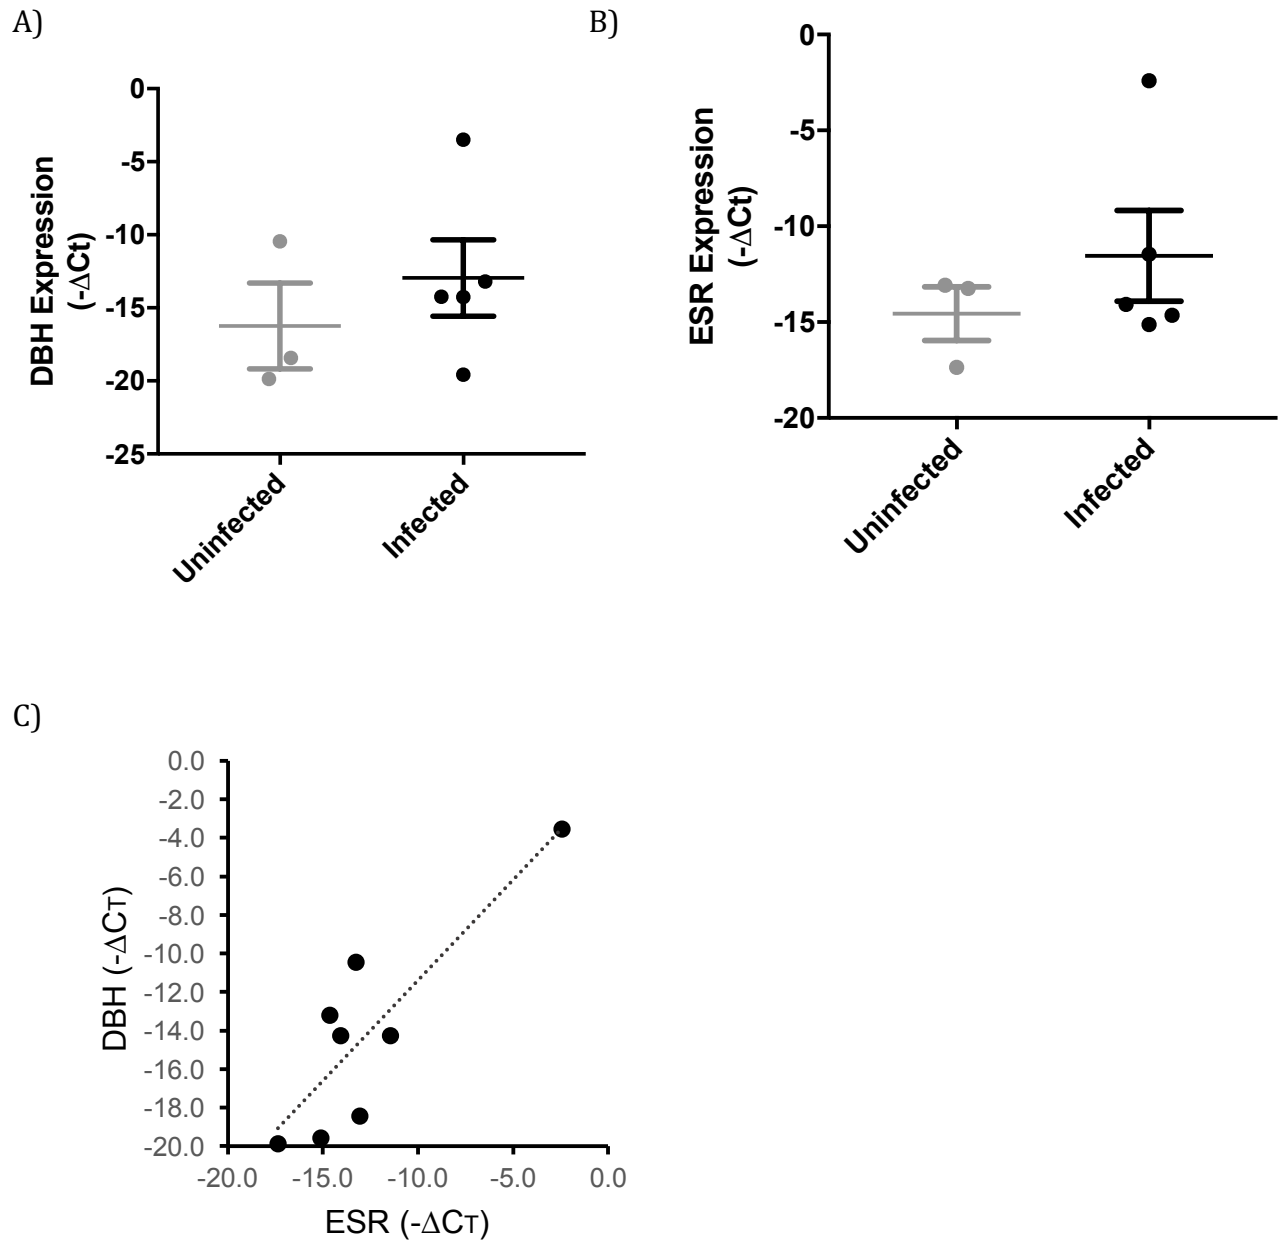 A)
0
-5
-10
-15
-20
-25
DBH Expression
(-ΔCt)
Uninfected
Infected
B)
0
-5
-10
-15
-20
ESR Expression
(-ΔCt)
Uninfected
Infected
C)
0.0
-2.0
-4.0
-6.0
-8.0
-10.0
-12.0
-14.0
-16.0
-18.0
-20.0
DBH (-ΔCT)
-20.0 -15.0 -10.0 -5.0 0.0
ESR (-ΔCT)